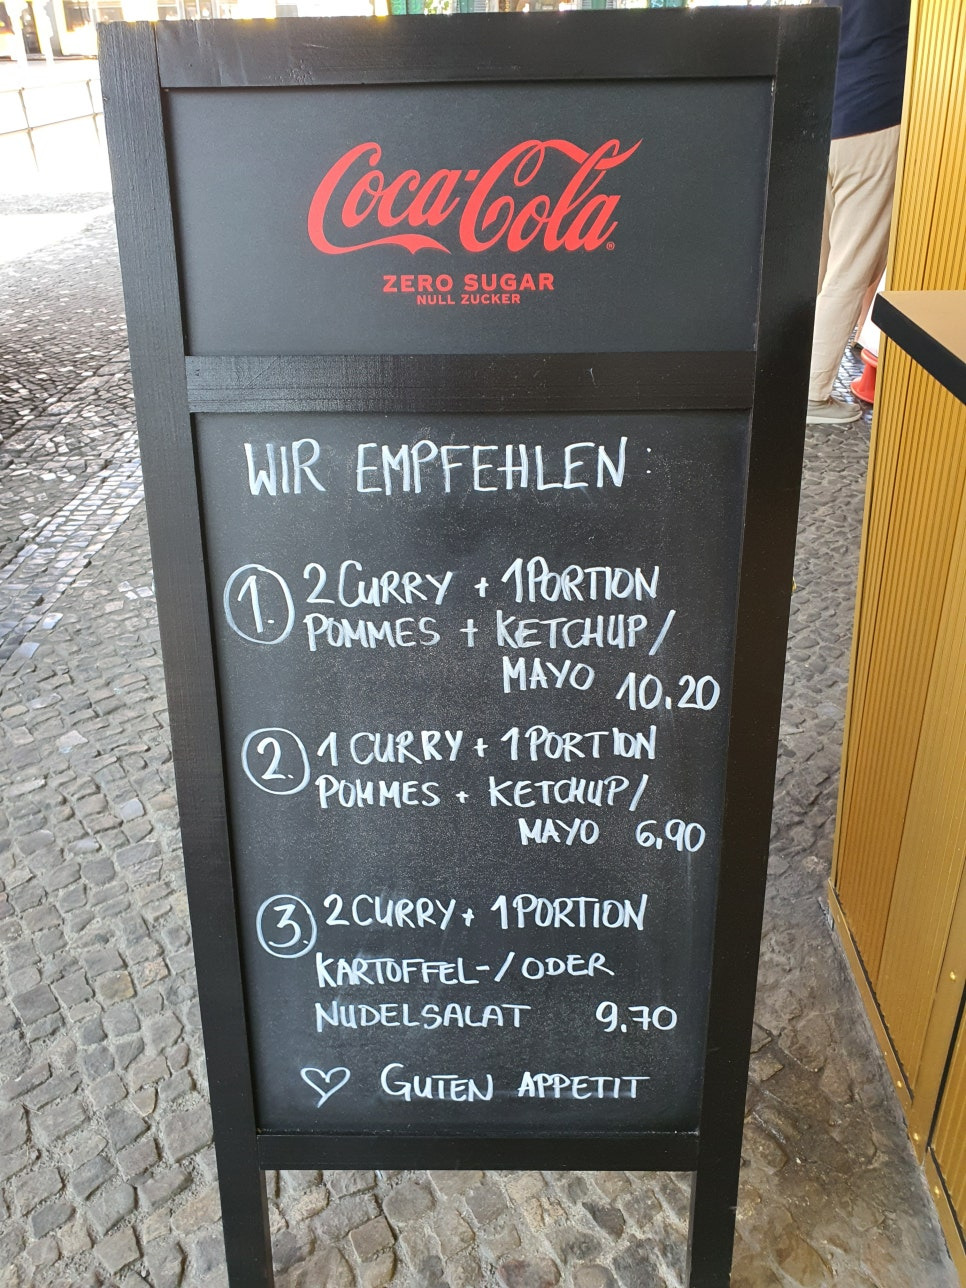 Coca-Cola®
ZERO SUGAR
NULL ZUCKER
WIR EMPFEHLEN :
1. 2 CURRY + 1 PORTION
POMMES + KETCHUP/
MAYO 10.20
2. 1 CURRY + 1 PORTION
POMMES + KETCHUP/
MAYO 6.90
3. 2 CURRY + 1 PORTION
KARTOFFEL-/ODER
NUDELSALAT 9.70
♡ GUTEN APPETIT